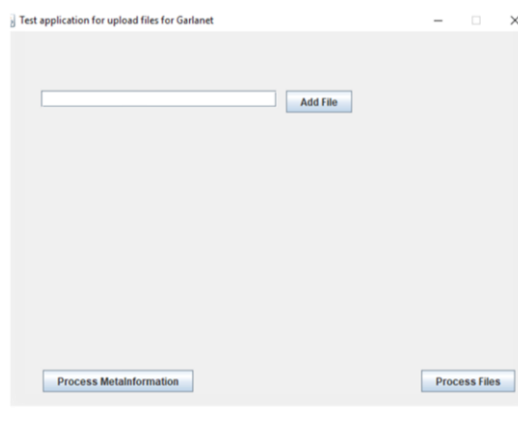 Test application for upload files for Garlanet
Add File
Process MetaInformation
Process Files